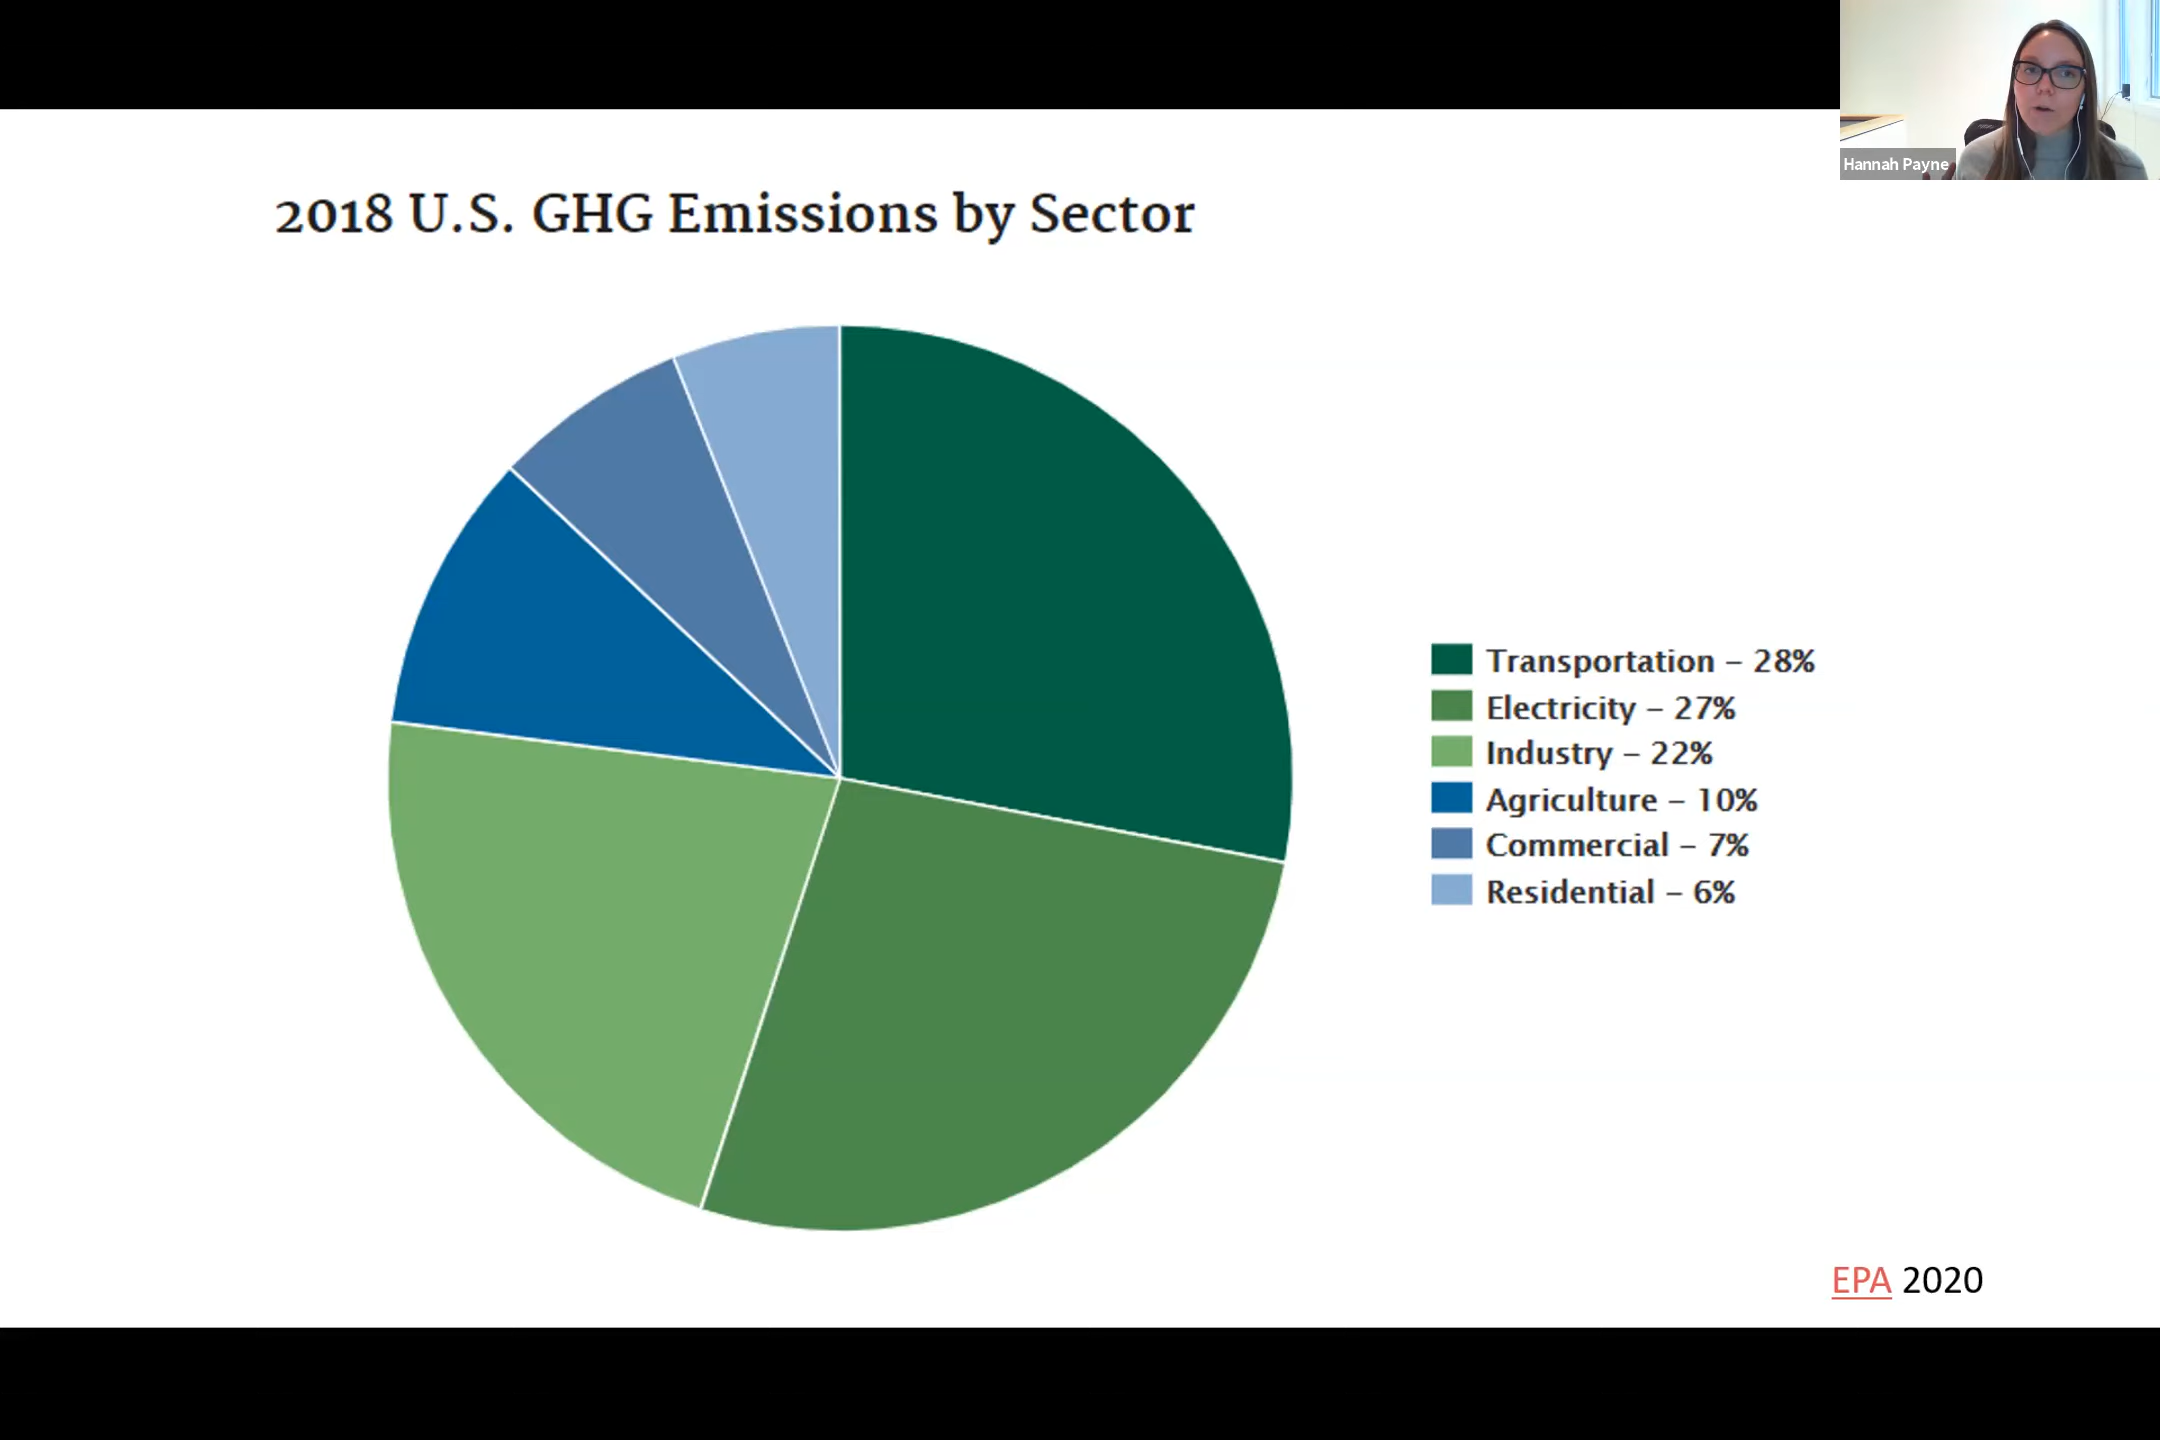 Hannah Payne
2018 U.S. GHG Emissions by Sector
Transportation – 28%
Electricity – 27%
Industry – 22%
Agriculture – 10%
Commercial – 7%
Residential – 6%
EPA 2020